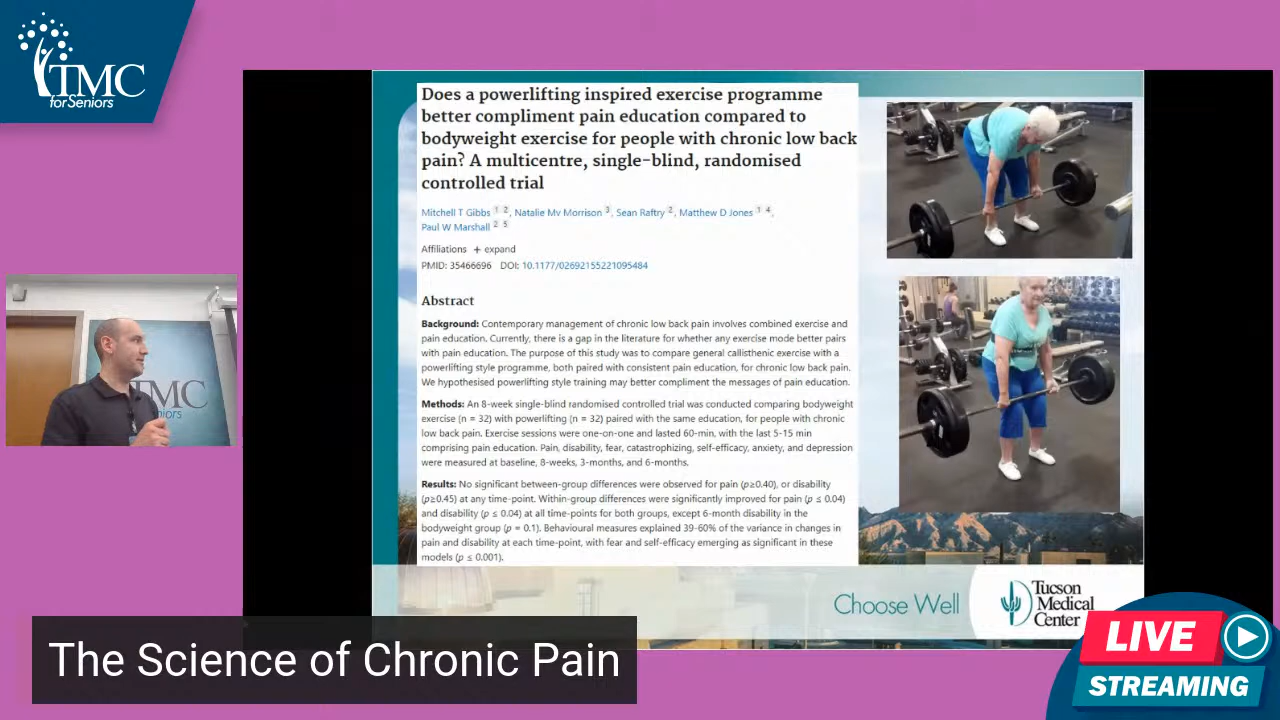 TMC
for Seniors
Does a powerlifting inspired exercise programme
better compliment pain education compared to
bodyweight exercise for people with chronic low back
pain? A multicentre, single-blind, randomised
controlled trial
Mitchell T Gibbs 1 2, Natalie Mv Morrison 3, Sean Raftry 2, Matthew D Jones 1 4,
Paul W Marshall 2 5
Affiliations + expand
PMID: 35466696 DOI: 10.1177/02692155221095484
Abstract
Background: Contemporary management of chronic low back pain involves combined exercise and
pain education. Currently, there is a gap in the literature for whether any exercise mode better pairs
with pain education. The purpose of this study was to compare general callisthenic exercise with a
powerlifting style programme, both paired with consistent pain education, for chronic low back pain.
We hypothesised powerlifting style training may better compliment the messages of pain education.
Methods: An 8-week single-blind randomised controlled trial was conducted comparing bodyweight
exercise (n = 32) with powerlifting (n = 32) paired with the same education, for people with chronic
low back pain. Exercise sessions were one-on-one and lasted 60-min, with the last 5-15 min
comprising pain education. Pain, disability, fear, catastrophizing, self-efficacy, anxiety, and depression
were measured at baseline, 8-weeks, 3-months, and 6-months.
Results: No significant between-group differences were observed for pain (p≥0.40), or disability
(p≥0.45) at any time-point. Within-group differences were significantly improved for pain (p ≤ 0.04)
and disability (p ≤ 0.04) at all time-points for both groups, except 6-month disability in the
bodyweight group (p = 0.1). Behavioural measures explained 39-60% of the variance in changes in
pain and disability at each time-point, with fear and self-efficacy emerging as significant in these
models (p ≤ 0.001).
TMC
niors
Choose Well
Tucson
Medical
Center
The Science of Chronic Pain
LIVE
STREAMING